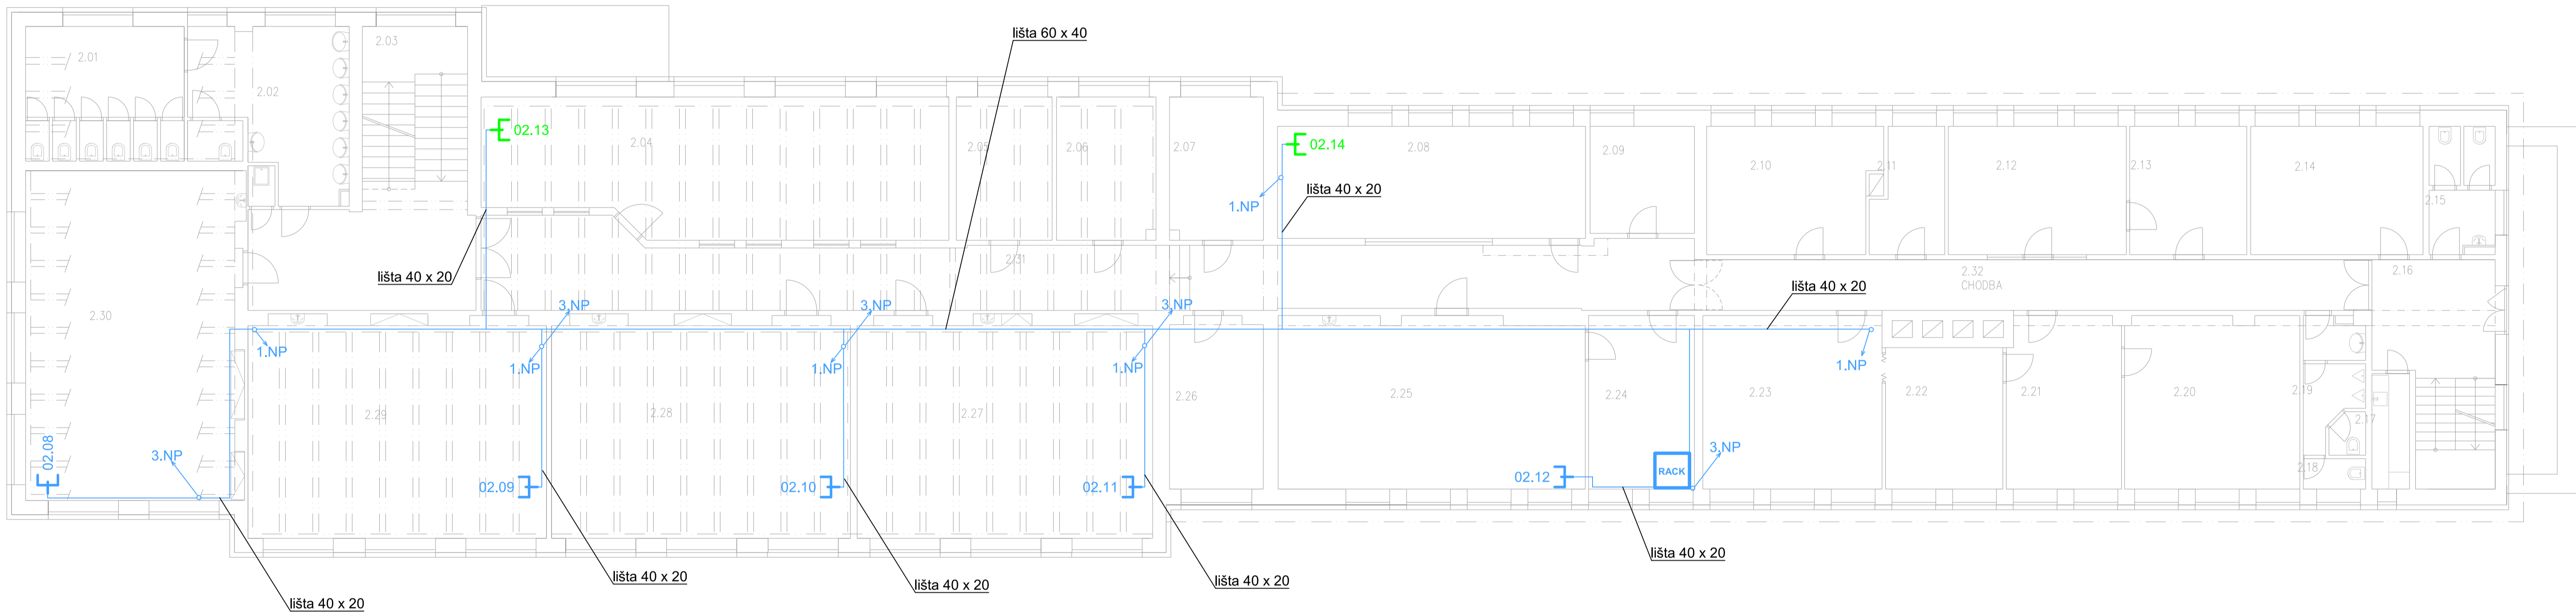 lišta 60 x 40
2.03
2.01
2.02
02.13
2.04
2.05
2.06
2.07
02.14
2.08
2.09
2.10
2.11
2.12
2.13
2.14
2.15
lišta 40 x 20
1.NP
lišta 40 x 20
2.31
2.32
CHODBA
2.16
lišta 40 x 20
3.NP
3.NP
3.NP
2.30
1.NP
1.NP
1.NP
1.NP
1.NP
2.29
2.28
2.27
2.26
2.25
2.24
2.23
2.22
2.21
2.20
2.19
2.17
02.08
3.NP
3.NP
RACK
2.18
02.09
02.10
02.11
02.12
lišta 40 x 20
lišta 40 x 20
lišta 40 x 20
lišta 40 x 20
lišta 40 x 20